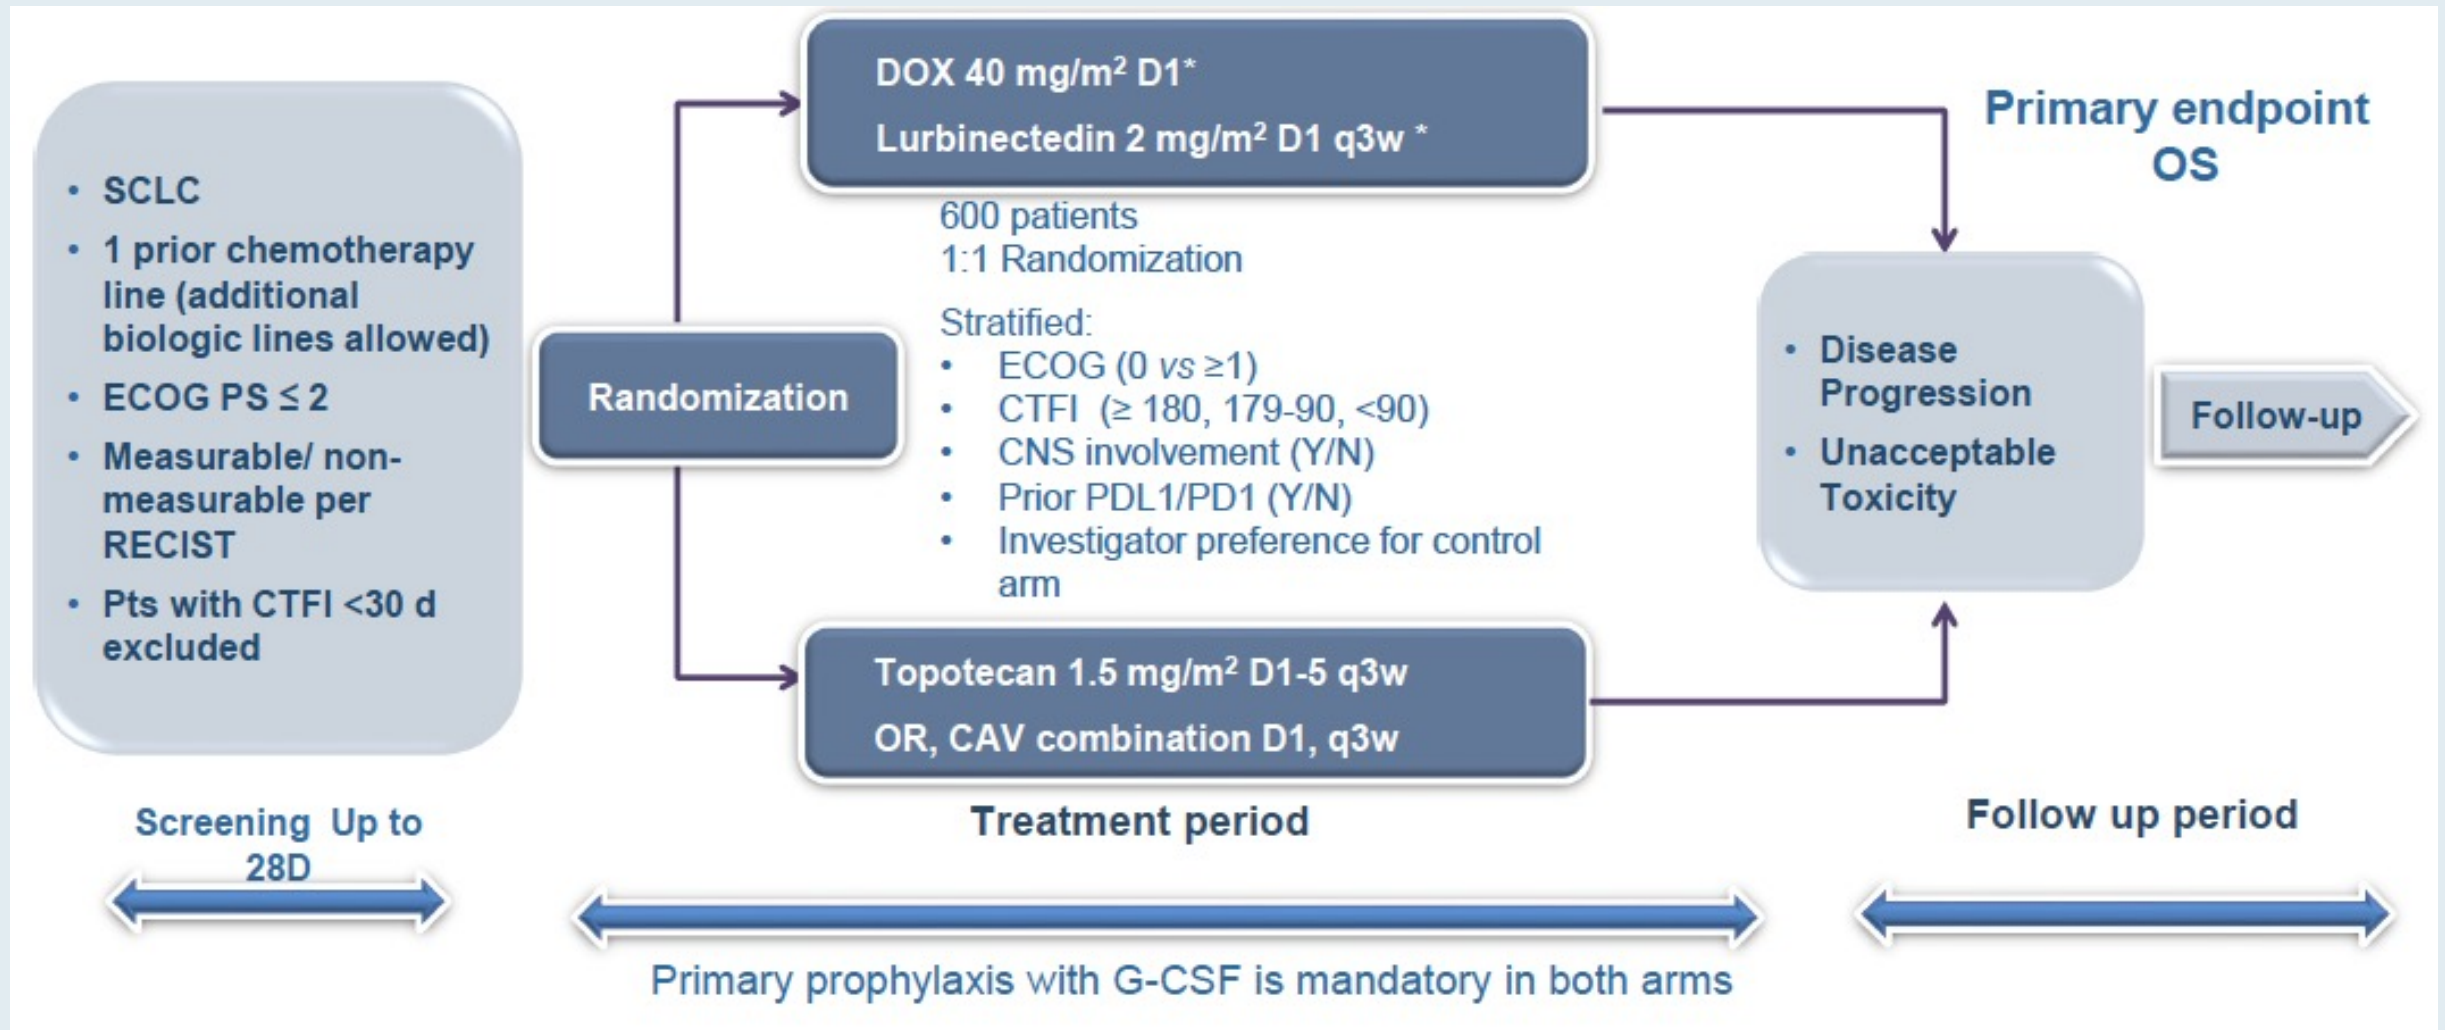 • SCLC
• 1 prior chemotherapy
line (additional
biologic lines allowed)
• ECOG PS ≤ 2
• Measurable/ non-
measurable per
RECIST
• Pts with CTFI <30 d
excluded
Screening Up to
28D
Randomization
DOX 40 mg/m² D1*
Lurbinectedin 2 mg/m² D1 q3w *
600 patients
1:1 Randomization
Stratified:
• ECOG (0 vs ≥1)
• CTFI (≥ 180, 179-90, <90)
• CNS involvement (Y/N)
• Prior PDL1/PD1 (Y/N)
• Investigator preference for control
arm
Topotecan 1.5 mg/m² D1-5 q3w
OR, CAV combination D1, q3w
Treatment period
Primary prophylaxis with G-CSF is mandatory in both arms
Primary endpoint
OS
• Disease
Progression
• Unacceptable
Toxicity
Follow-up
Follow up period